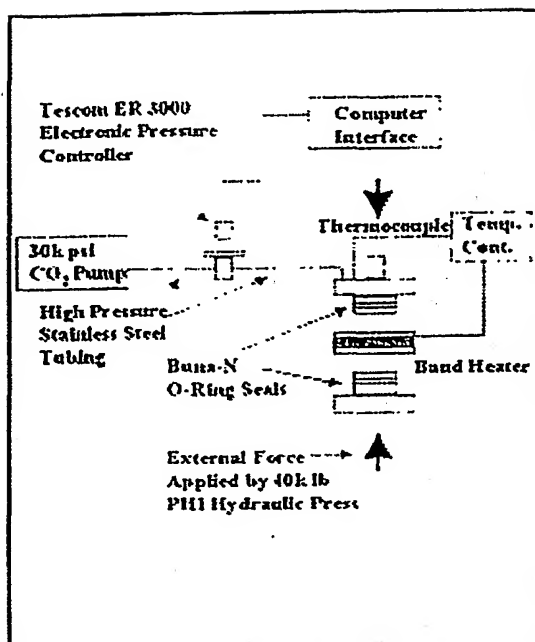 Tescom ER 3000
Electronic Pressure
Controller
Computer
Interface
Thermocouple
Temp.
Cont.
30k psi
CO₂ Pump
High Pressure
Stainless Steel
Tubing
Buna-N
O-Ring Seals
Band Heater
External Force
Applied by 40k lb
PHI Hydraulic Press